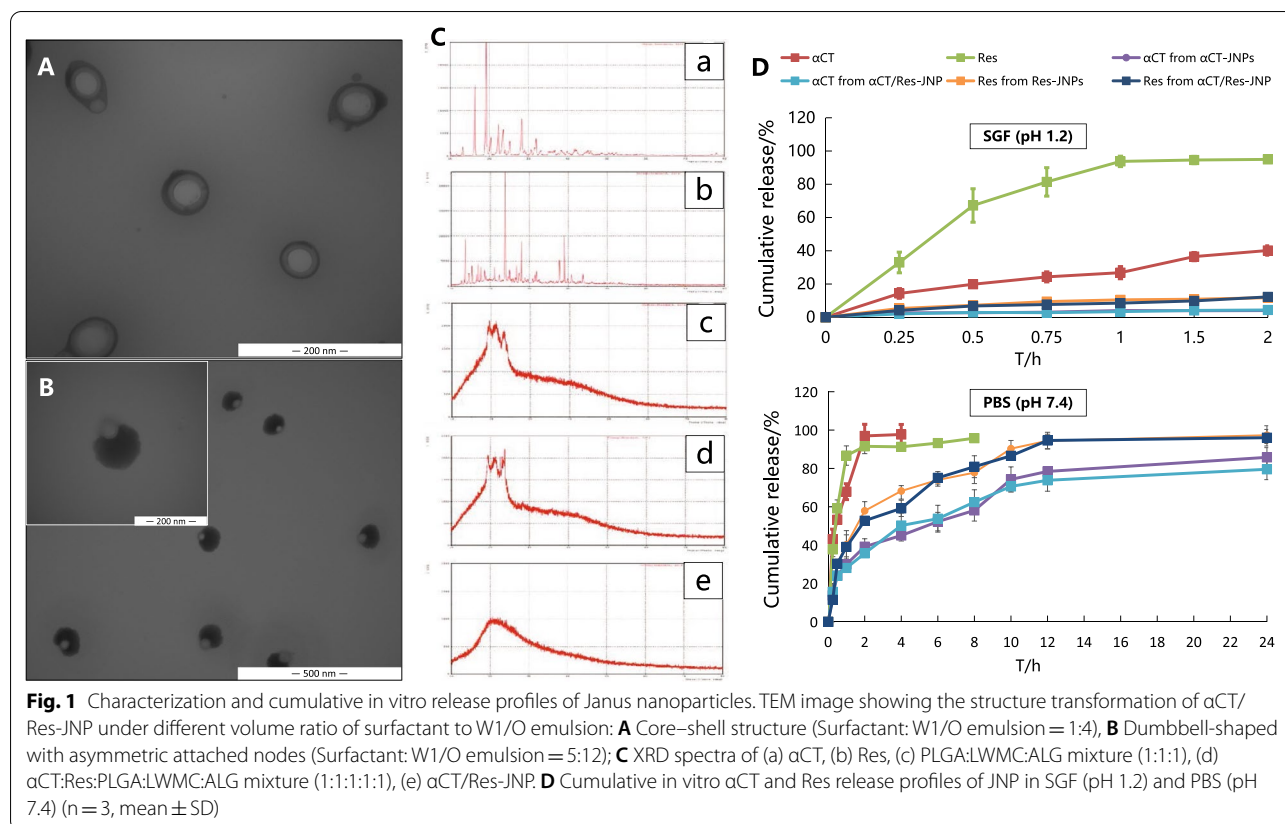 A
— 200 nm —
B
— 200 nm —
— 500 nm —
C
a
b
c
d
e
D
αCT
Res
αCT from αCT-JNPs
αCT from αCT/Res-JNP
Res from Res-JNPs
Res from αCT/Res-JNP
SGF (pH 1.2)
Cumulative release/%
120
100
80
60
40
20
0
0 0.25 0.5 0.75 1 1.5 2
T/h
PBS (pH 7.4)
Cumulative release/%
120
100
80
60
40
20
0
0 2 4 6 8 10 12 14 16 18 20 22 24
T/h
Fig. 1 Characterization and cumulative in vitro release profiles of Janus nanoparticles. TEM image showing the structure transformation of αCT/
Res-JNP under different volume ratio of surfactant to W1/O emulsion: A Core–shell structure (Surfactant: W1/O emulsion = 1:4), B Dumbbell-shaped
with asymmetric attached nodes (Surfactant: W1/O emulsion = 5:12); C XRD spectra of (a) αCT, (b) Res, (c) PLGA:LWMC:ALG mixture (1:1:1), (d)
αCT:Res:PLGA:LWMC:ALG mixture (1:1:1:1:1), (e) αCT/Res-JNP. D Cumulative in vitro αCT and Res release profiles of JNP in SGF (pH 1.2) and PBS (pH
7.4) (n = 3, mean ± SD)